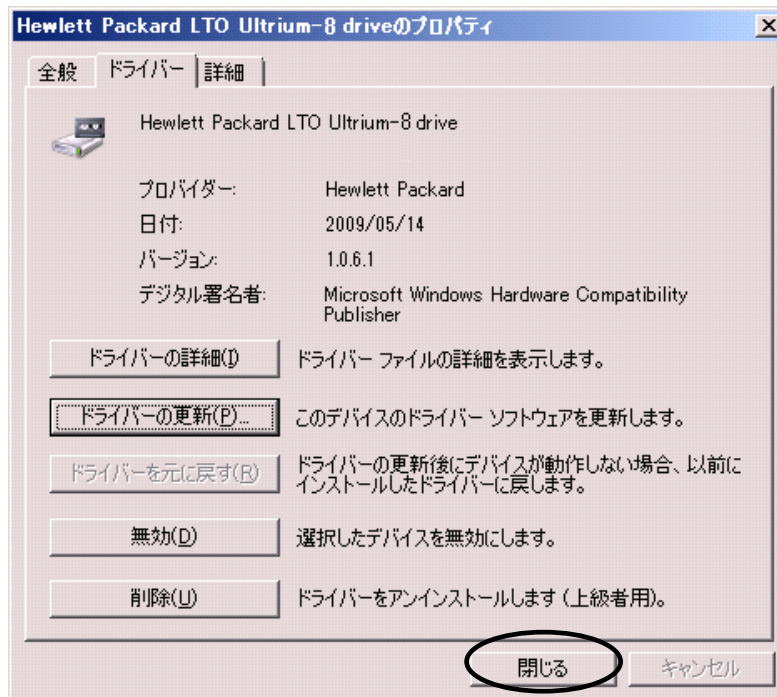 Hewlett Packard LTO Ultrium-8 driveのプロパティ
全般 ドライバー 詳細
Hewlett Packard LTO Ultrium-8 drive
プロバイダー: Hewlett Packard
日付: 2009/05/14
バージョン: 1.0.6.1
デジタル署名者: Microsoft Windows Hardware Compatibility
Publisher
ドライバーの詳細(I) ドライバー ファイルの詳細を表示します。
ドライバーの更新(P)... このデバイスのドライバー ソフトウェアを更新します。
ドライバーを元に戻す(R) ドライバーの更新後にデバイスが動作しない場合、以前に
インストールしたドライバーに戻します。
無効(D) 選択したデバイスを無効にします。
削除(U) ドライバーをアンインストールします (上級者用)。
閉じる キャンセル